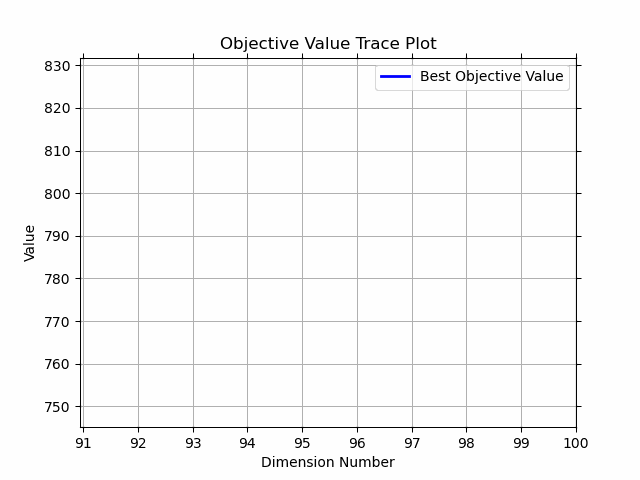 Objective Value Trace Plot
Best Objective Value
830
820
810
800
790
780
770
760
750
Value
91 92 93 94 95 96 97 98 99 100
Dimension Number